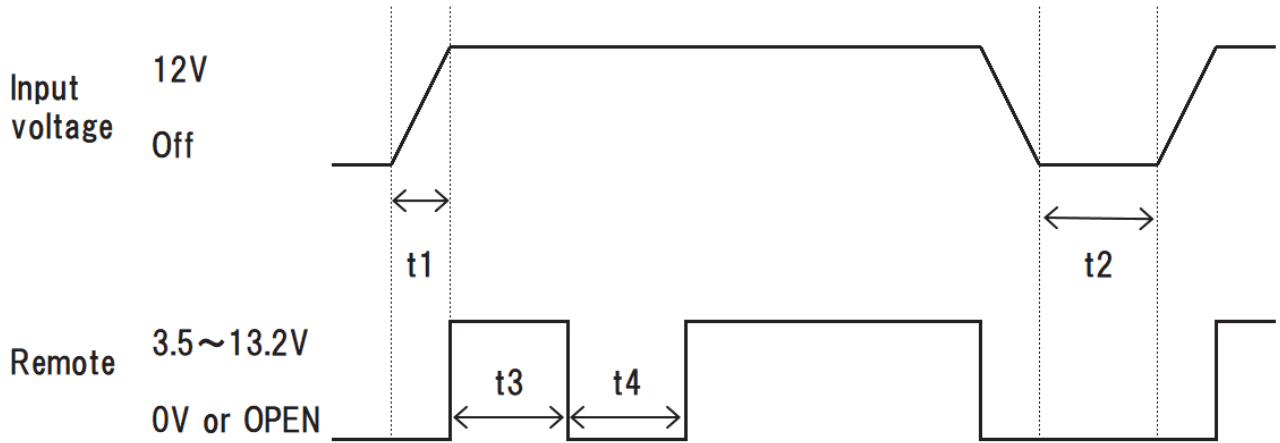 12V
Input
voltage
Off
t1
t2
3.5～13.2V
Remote
t3
t4
0V or OPEN